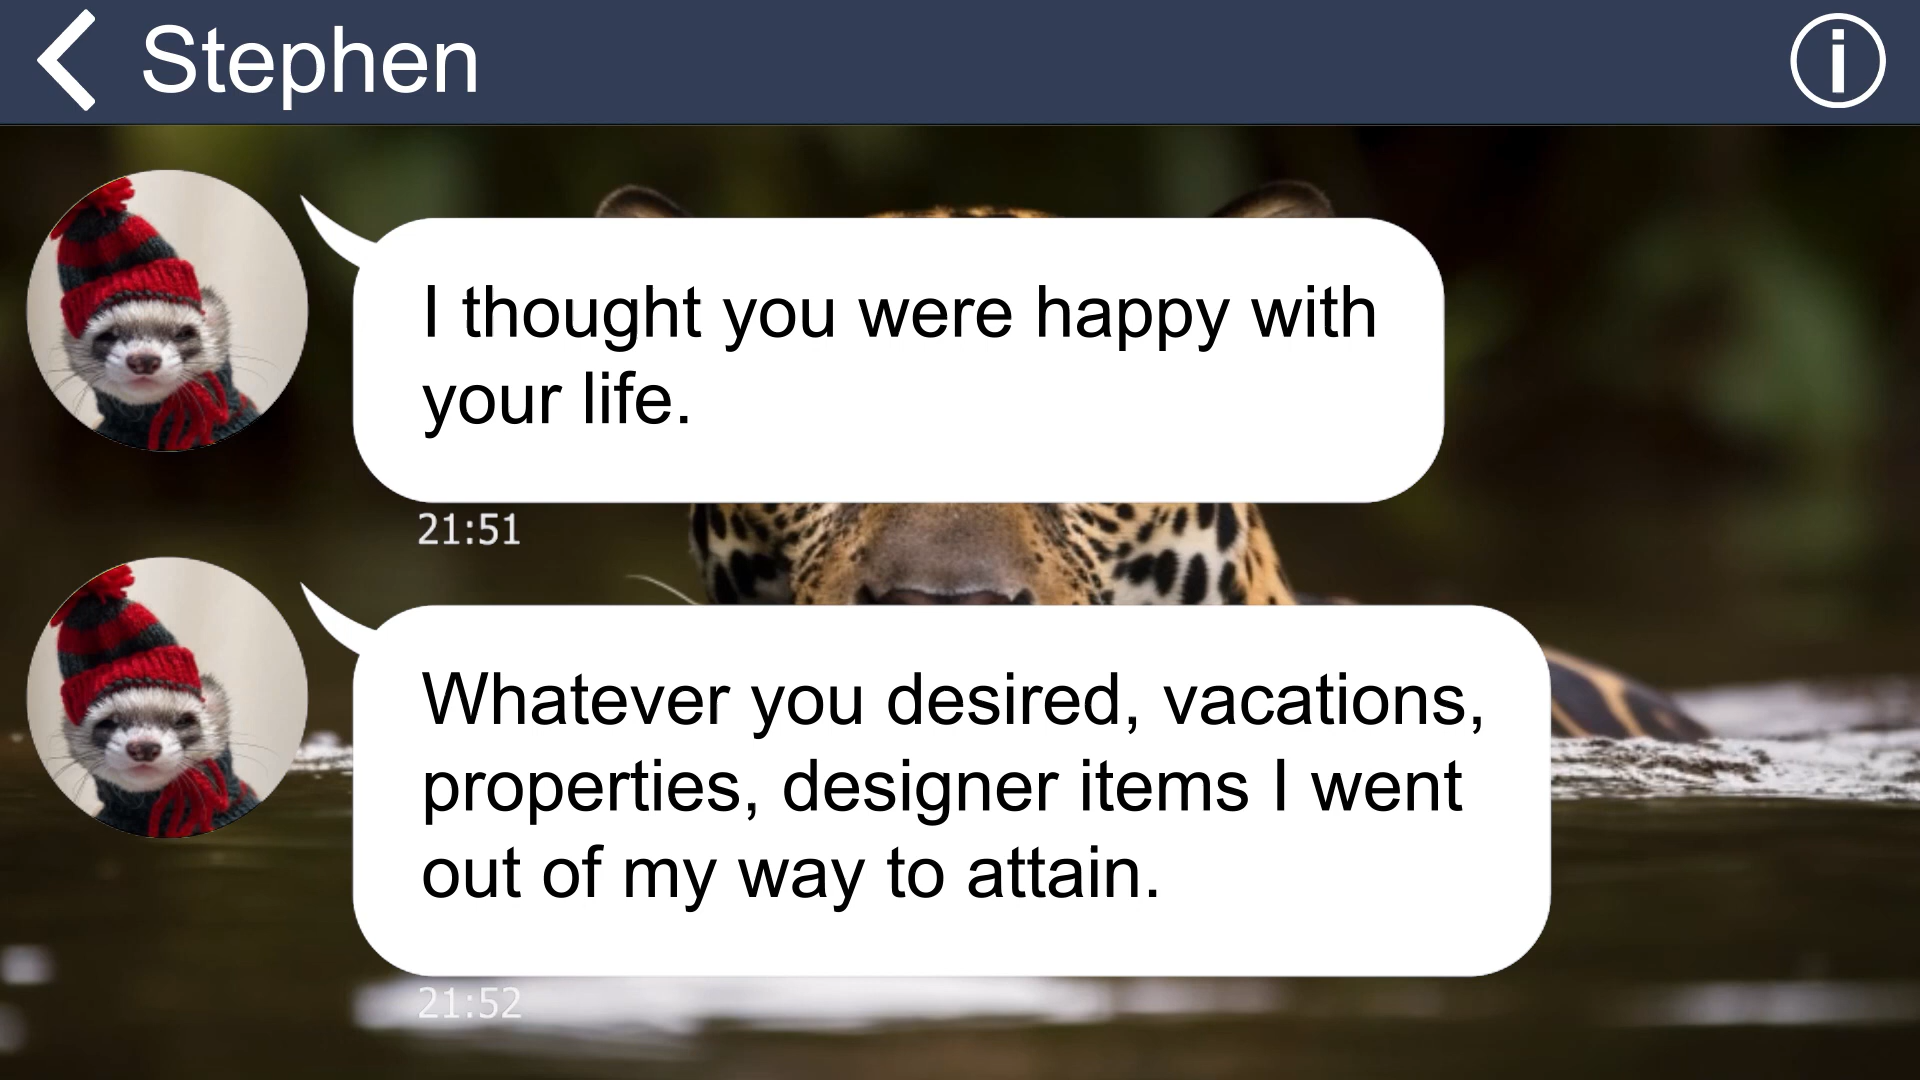 Stephen
I thought you were happy with
your life.
21:51
Whatever you desired, vacations,
properties, designer items I went
out of my way to attain.
21:52